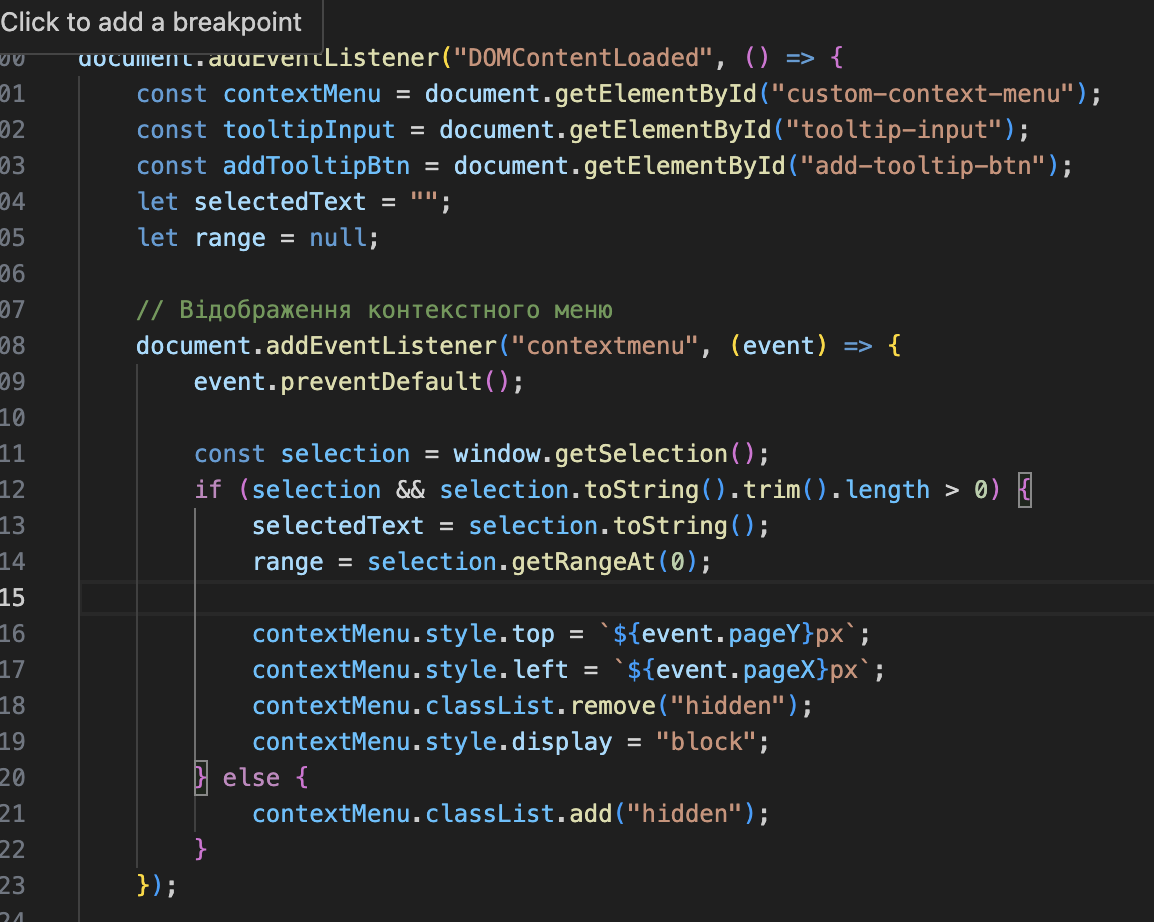 Click to add a breakpoint
00 document.addEventListener("DOMContentLoaded", () => {
01 const contextMenu = document.getElementById("custom-context-menu");
02 const tooltipInput = document.getElementById("tooltip-input");
03 const addTooltipBtn = document.getElementById("add-tooltip-btn");
04 let selectedText = "";
05 let range = null;
06
07 // Відображення контекстного меню
08 document.addEventListener("contextmenu", (event) => {
09 event.preventDefault();
10
11 const selection = window.getSelection();
12 if (selection && selection.toString().trim().length > 0) {
13 selectedText = selection.toString();
14 range = selection.getRangeAt(0);
15
16 contextMenu.style.top = `${event.pageY}px`;
17 contextMenu.style.left = `${event.pageX}px`;
18 contextMenu.classList.remove("hidden");
19 contextMenu.style.display = "block";
20 } else {
21 contextMenu.classList.add("hidden");
22 }
23 });
24